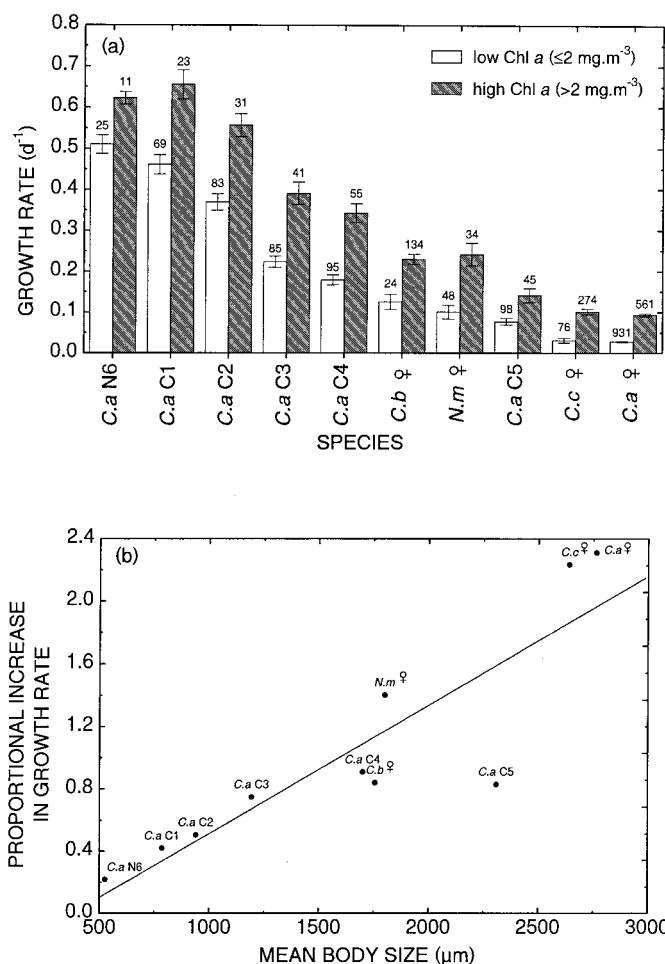 (a)
low Chl a (≤2 mg.m⁻³)
high Chl a (>2 mg.m⁻³)
GROWTH RATE (d⁻¹)
0.8
0.7
0.6
0.5
0.4
0.3
0.2
0.1
0.0
25 11
69 23
83 31
85 41
95 55
24 134
48 34
98 45
76 274
931 561
C.a N6
C.a C1
C.a C2
C.a C3
C.a C4
C.b ♀
N.m ♀
C.a C5
C.c ♀
C.a ♀
SPECIES
(b)
PROPORTIONAL INCREASE
IN GROWTH RATE
2.4
2.0
1.6
1.2
0.8
0.4
0.0
C.c♀ C.a♀
N.m ♀
C.a C4
C.b♀
C.a C5
C.a C3
C.a C2
C.a C1
C.a N6
500 1000 1500 2000 2500 3000
MEAN BODY SIZE (µm)